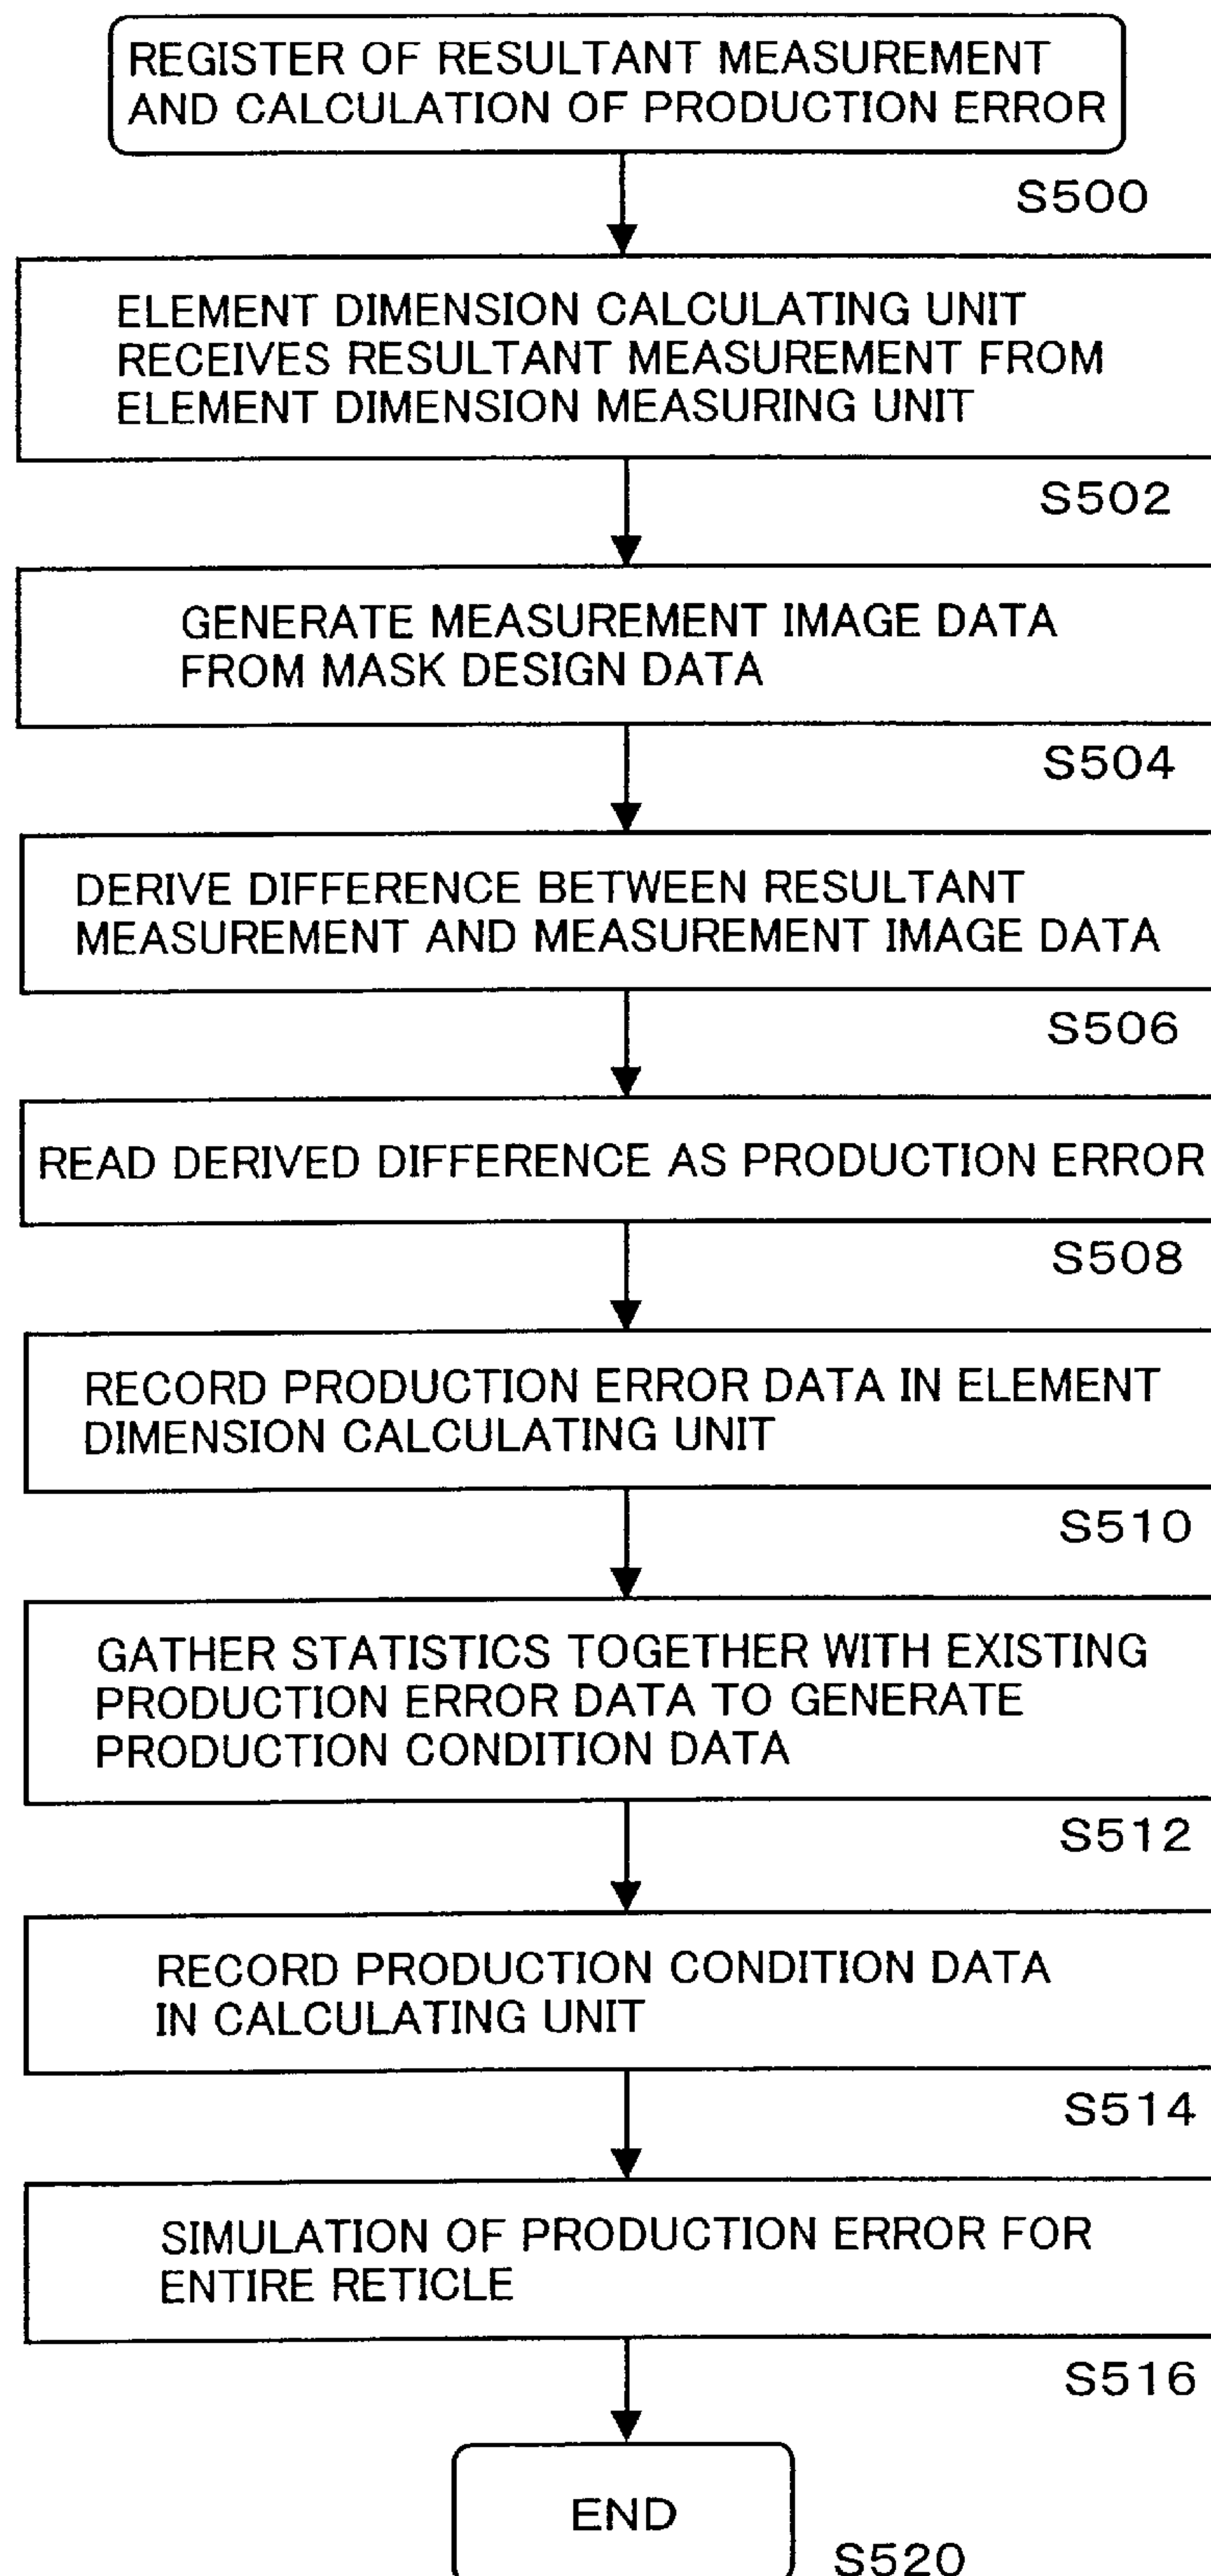 REGISTER OF RESULTANT MEASUREMENT
AND CALCULATION OF PRODUCTION ERROR
S500
ELEMENT DIMENSION CALCULATING UNIT
RECEIVES RESULTANT MEASUREMENT FROM
ELEMENT DIMENSION MEASURING UNIT
S502
GENERATE MEASUREMENT IMAGE DATA
FROM MASK DESIGN DATA
S504
DERIVE DIFFERENCE BETWEEN RESULTANT
MEASUREMENT AND MEASUREMENT IMAGE DATA
S506
READ DERIVED DIFFERENCE AS PRODUCTION ERROR
S508
RECORD PRODUCTION ERROR DATA IN ELEMENT
DIMENSION CALCULATING UNIT
S510
GATHER STATISTICS TOGETHER WITH EXISTING
PRODUCTION ERROR DATA TO GENERATE
PRODUCTION CONDITION DATA
S512
RECORD PRODUCTION CONDITION DATA
IN CALCULATING UNIT
S514
SIMULATION OF PRODUCTION ERROR FOR
ENTIRE RETICLE
S516
END
S520